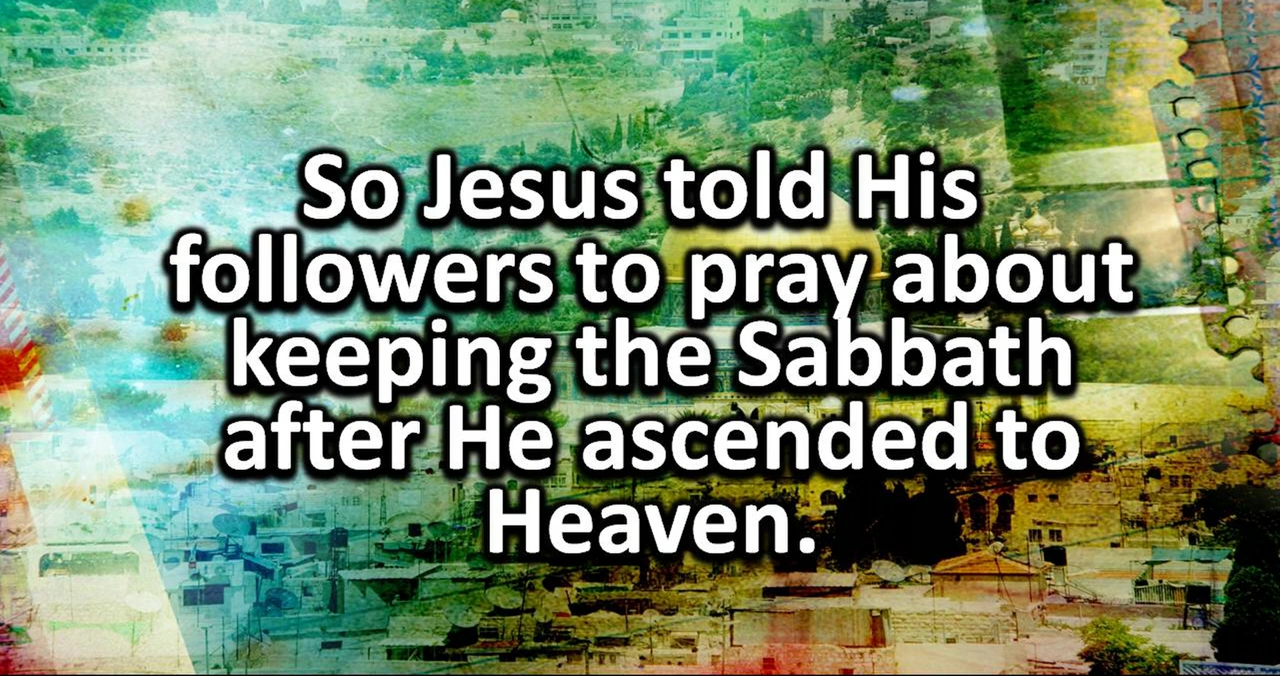 So Jesus told His
followers to pray about
keeping the Sabbath
after He ascended to
Heaven.